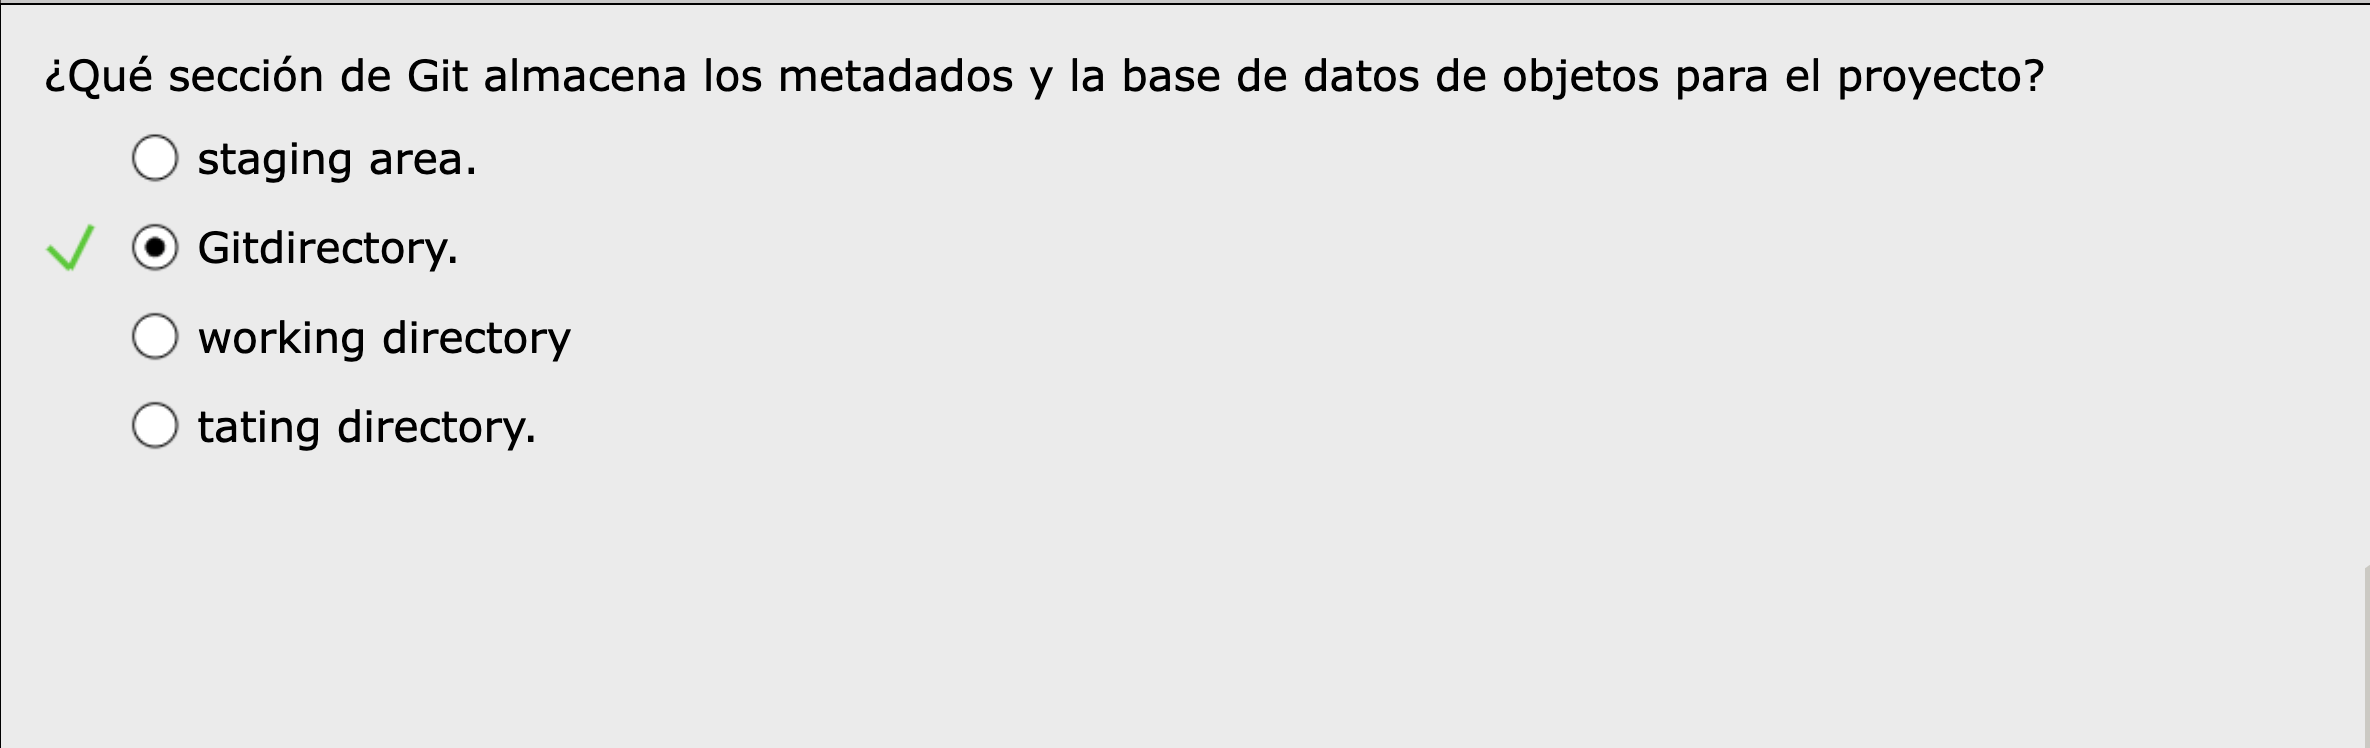 ¿Qué sección de Git almacena los metadados y la base de datos de objetos para el proyecto?
staging area.
Gitdirectory.
working directory
tating directory.